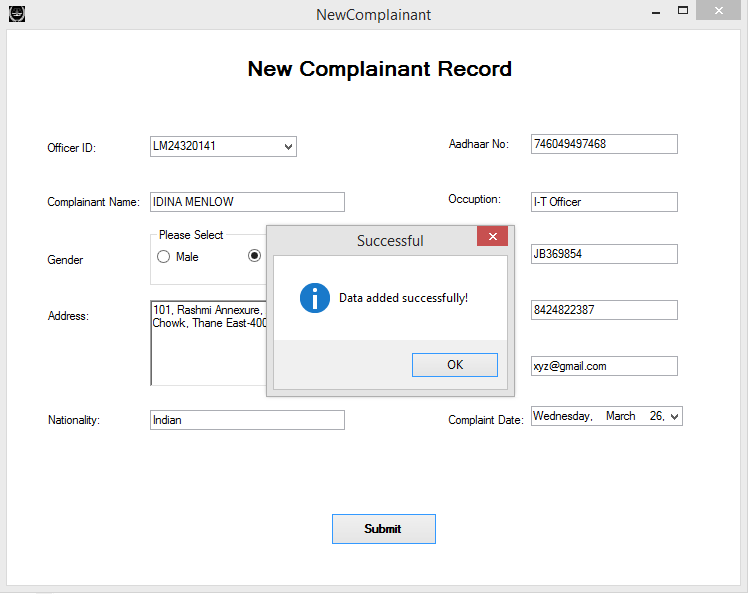 NewComplainant
New Complainant Record
Officer ID:
LM24320141
Aadhaar No:
746049497468
Complainant Name:
IDINA MENLOW
Occuption:
I-T Officer
Gender
Please Select
Male
JB369854
Address:
101, Rashmi Annexure,
Chowk, Thane East-400
8424822387
xyz@gmail.com
Nationality:
Indian
Complaint Date:
Wednesday, March 26,
Successful
Data added successfully!
OK
Submit